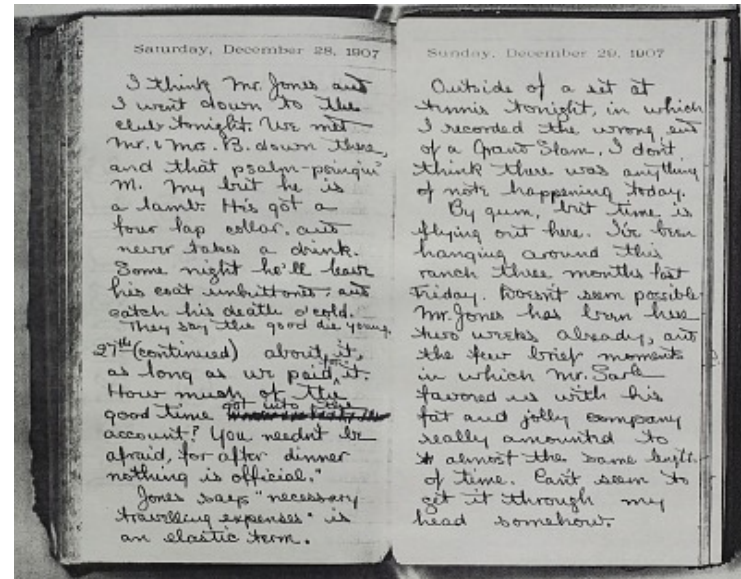 Saturday, December 28, 1907
I think Mr. Jones and
I went down to the
club tonight. We met
Mr. & Mrs. B. down there,
and that psalm-singin'
M. My but he is
a lamb. He's got a
four lap collar, and
never takes a drink.
Some night he'll leave
his coat unbuttoned, and
catch his death o' cold.
They say the good die young.
27th (continued) about it,
as long as we paid for it.
How much of the
good time got into the
account? You needn't be
afraid, for after dinner
nothing is official."
Jones says "necessary
travelling expenses" is
an elastic term.
Sunday, December 29, 1907
Outside of a set at
tennis tonight, in which
I recorded the wrong end
of a Grand Slam, I don't
think there was anything
of note happening today.
By gum, but time is
flying out here. I've been
hanging around this
ranch three months last
Friday. Doesn't seem possible
Mr. Jones has been here
two weeks already, and
the few brief moments
in which Mr. Sarle
favored us with his
fat and jolly company
really amounted to
almost the same length
of time. Can't seem to
get it through my
head somehow.